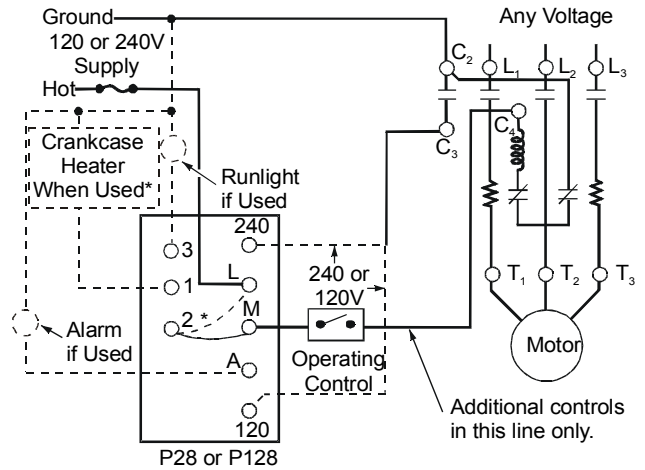 Ground
120 or 240V
Supply
Hot
Any Voltage
C2
L1
L2
L3
C4
C3
Crankcase
Heater
When Used*
Runlight
if Used
240
3
L
1
240 or
120V
T1
T2
T3
2 *
M
Alarm
if Used
Operating
Control
Motor
A
120
Additional controls
in this line only.
P28 or P128